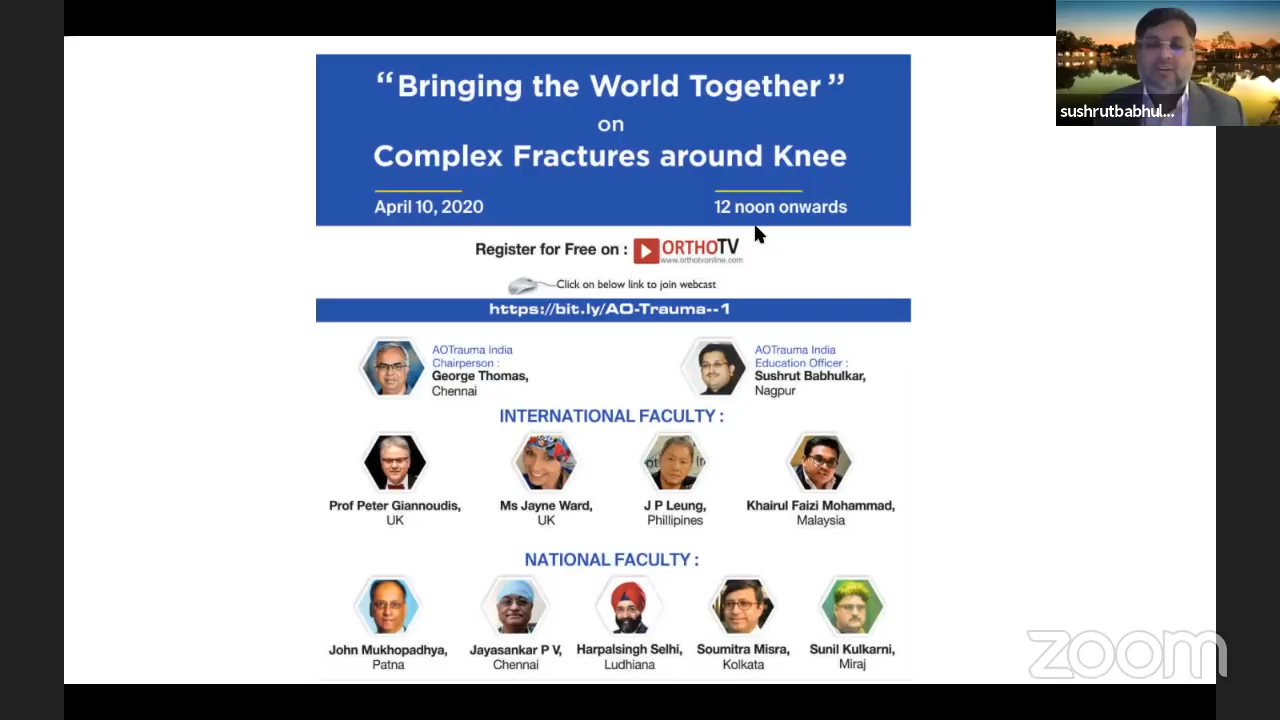 sushrutbabhul...
“Bringing the World Together”
on
Complex Fractures around Knee
April 10, 2020
12 noon onwards
Register for Free on : ORTHOTV
www.orthotvonline.com
Click on below link to join webcast
https://bit.ly/AO-Trauma--1
AOTrauma India
Chairperson :
George Thomas,
Chennai
AOTrauma India
Education Officer :
Sushrut Babhulkar,
Nagpur
INTERNATIONAL FACULTY :
Prof Peter Giannoudis,
UK
Ms Jayne Ward,
UK
J P Leung,
Phillipines
Khairul Faizi Mohammad,
Malaysia
NATIONAL FACULTY :
John Mukhopadhya,
Patna
Jayasankar P V,
Chennai
Harpalsingh Selhi,
Ludhiana
Soumitra Misra,
Kolkata
Sunil Kulkarni,
Miraj
zoom